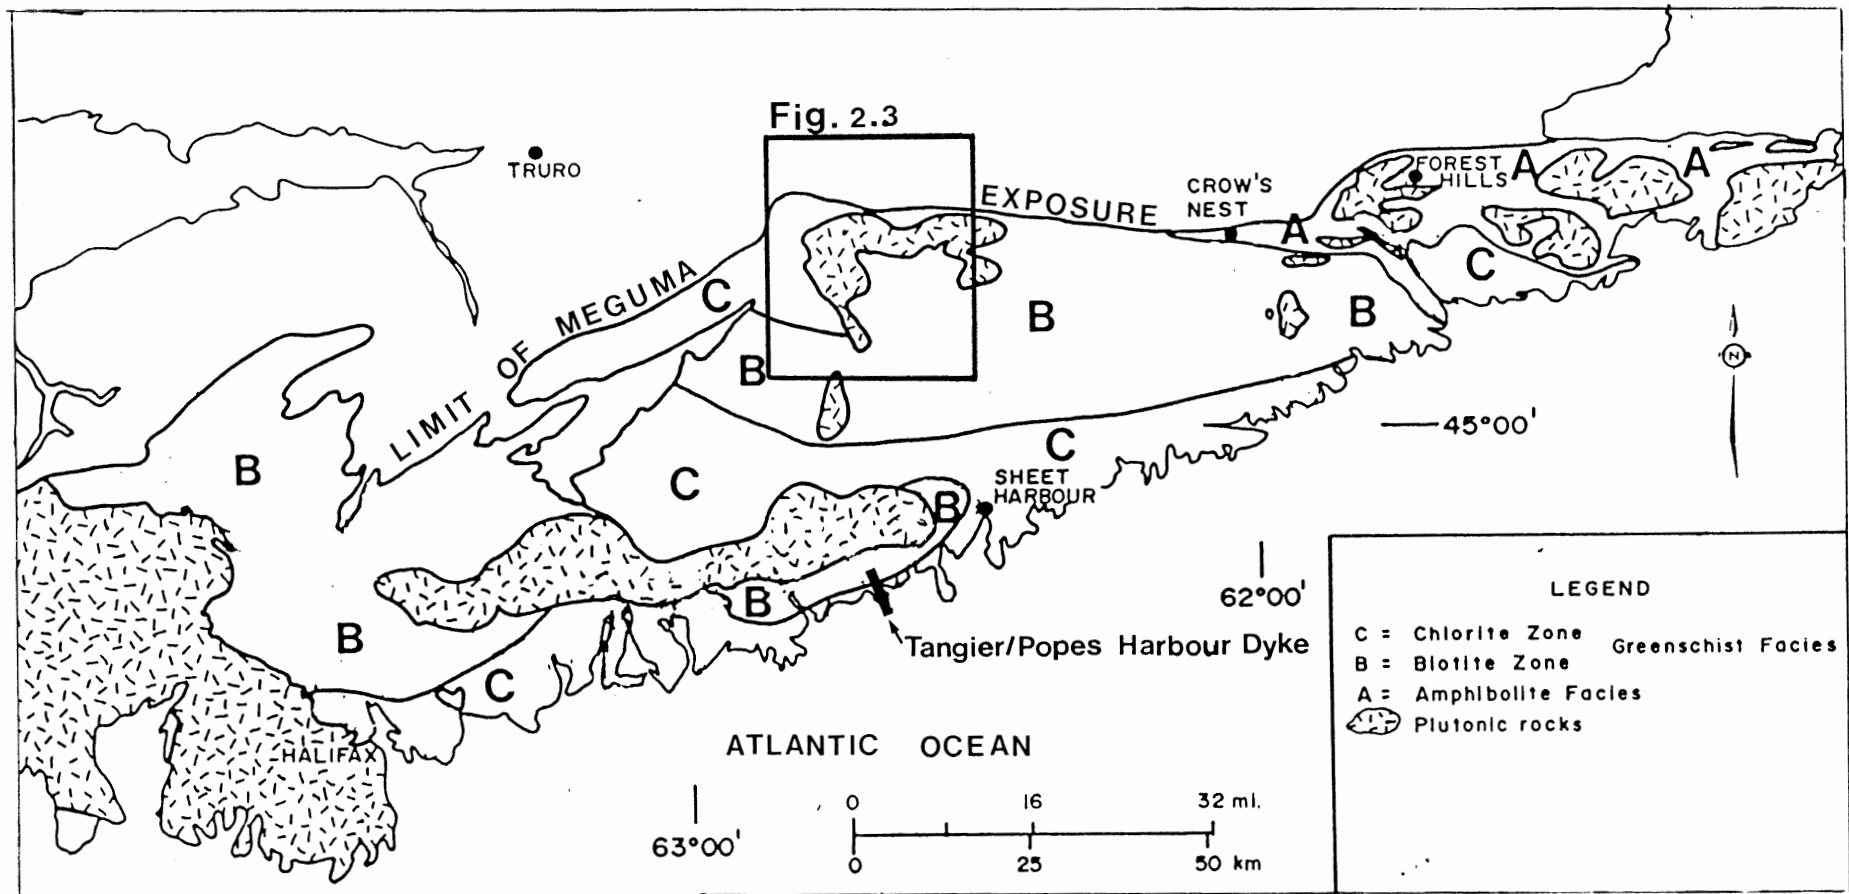 Fig. 2.3
TRURO
CROW'S
NEST
FOREST
HILLS
A
A
LIMIT OF MEGUMA EXPOSURE
A
C
C
B
B
B
45°00'
C
B
C
SHEET
HARBOUR
B
62°00'
B
B
Tangier/Popes Harbour Dyke
C
HALIFAX
ATLANTIC OCEAN
N
63°00'
0 16 32 mi.
0 25 50 km
LEGEND
C = Chlorite Zone
Greenschist Facies
B = Biotite Zone
A = Amphibolite Facies
Plutonic rocks